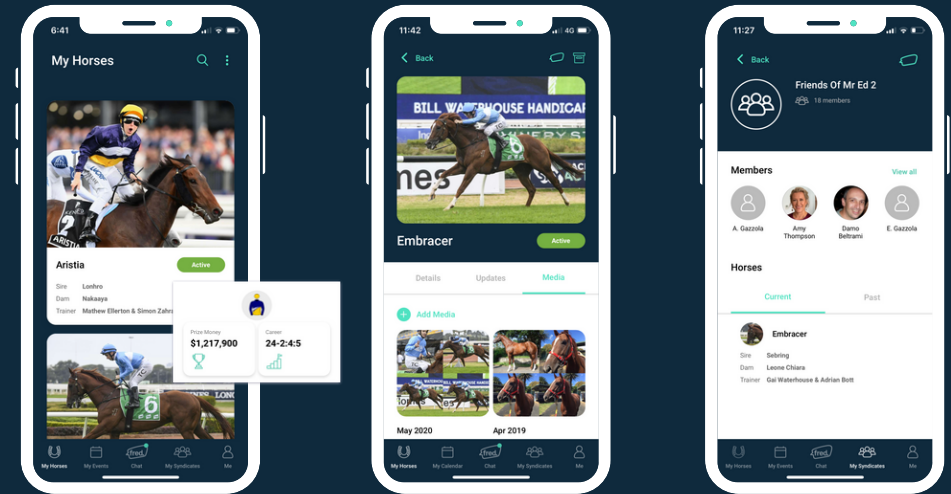 6:41
My Horses
2
ARISTIA
Aristia
Active
Sire Lonhro
Dam Nakaaya
Trainer Mathew Ellerton & Simon Zahra
Prize Money
$1,217,900
Career
24-2:4:5
6
My Horses
My Events
fred
Chat
My Syndicates
Me
11:42
4G
Back
BILL WATERHOUSE HANDICAP
6
Embracer
Active
Details
Updates
Media
Add Media
May 2020
Apr 2019
My Horses
My Calendar
fred
Chat
My Syndicates
Me
11:27
Back
Friends Of Mr Ed 2
18 members
Members
View all
A. Gazzola
Amy
Thompson
Damo
Beltrami
E. Gazzola
Horses
Current
Past
Embracer
Sire Sebring
Dam Leone Chiara
Trainer Gai Waterhouse & Adrian Bott
My Horses
My Events
fred
Chat
My Syndicates
Me